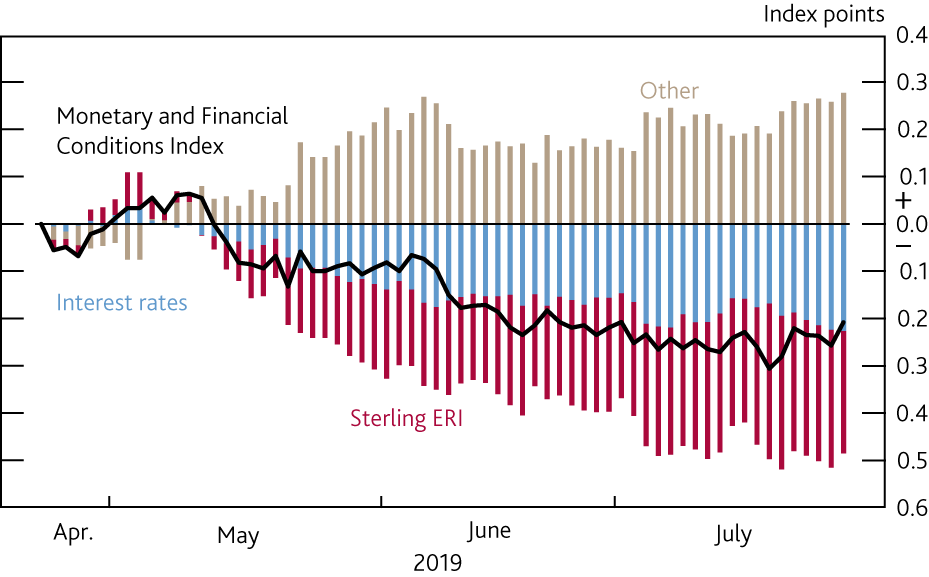 Index points
0.4
0.3
Other
Monetary and Financial
Conditions Index
0.2
0.1
+
0.0
–
0.1
Interest rates
0.2
0.3
Sterling ERI
0.4
0.5
0.6
Apr.
May
June
July
2019